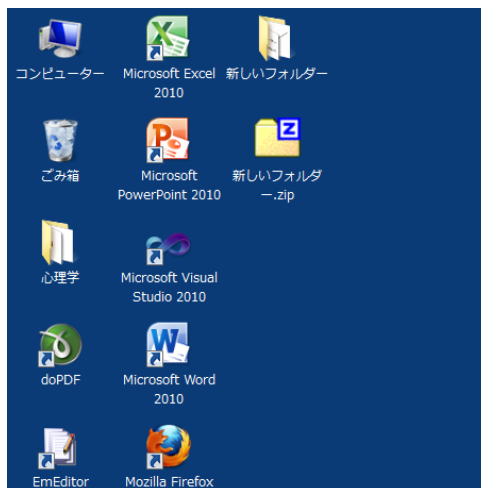 コンピューター
Microsoft Excel
2010
新しいフォルダー
ごみ箱
Microsoft
PowerPoint 2010
新しいフォルダ
ー.zip
心理学
Microsoft Visual
Studio 2010
doPDF
Microsoft Word
2010
EmEditor
Mozilla Firefox